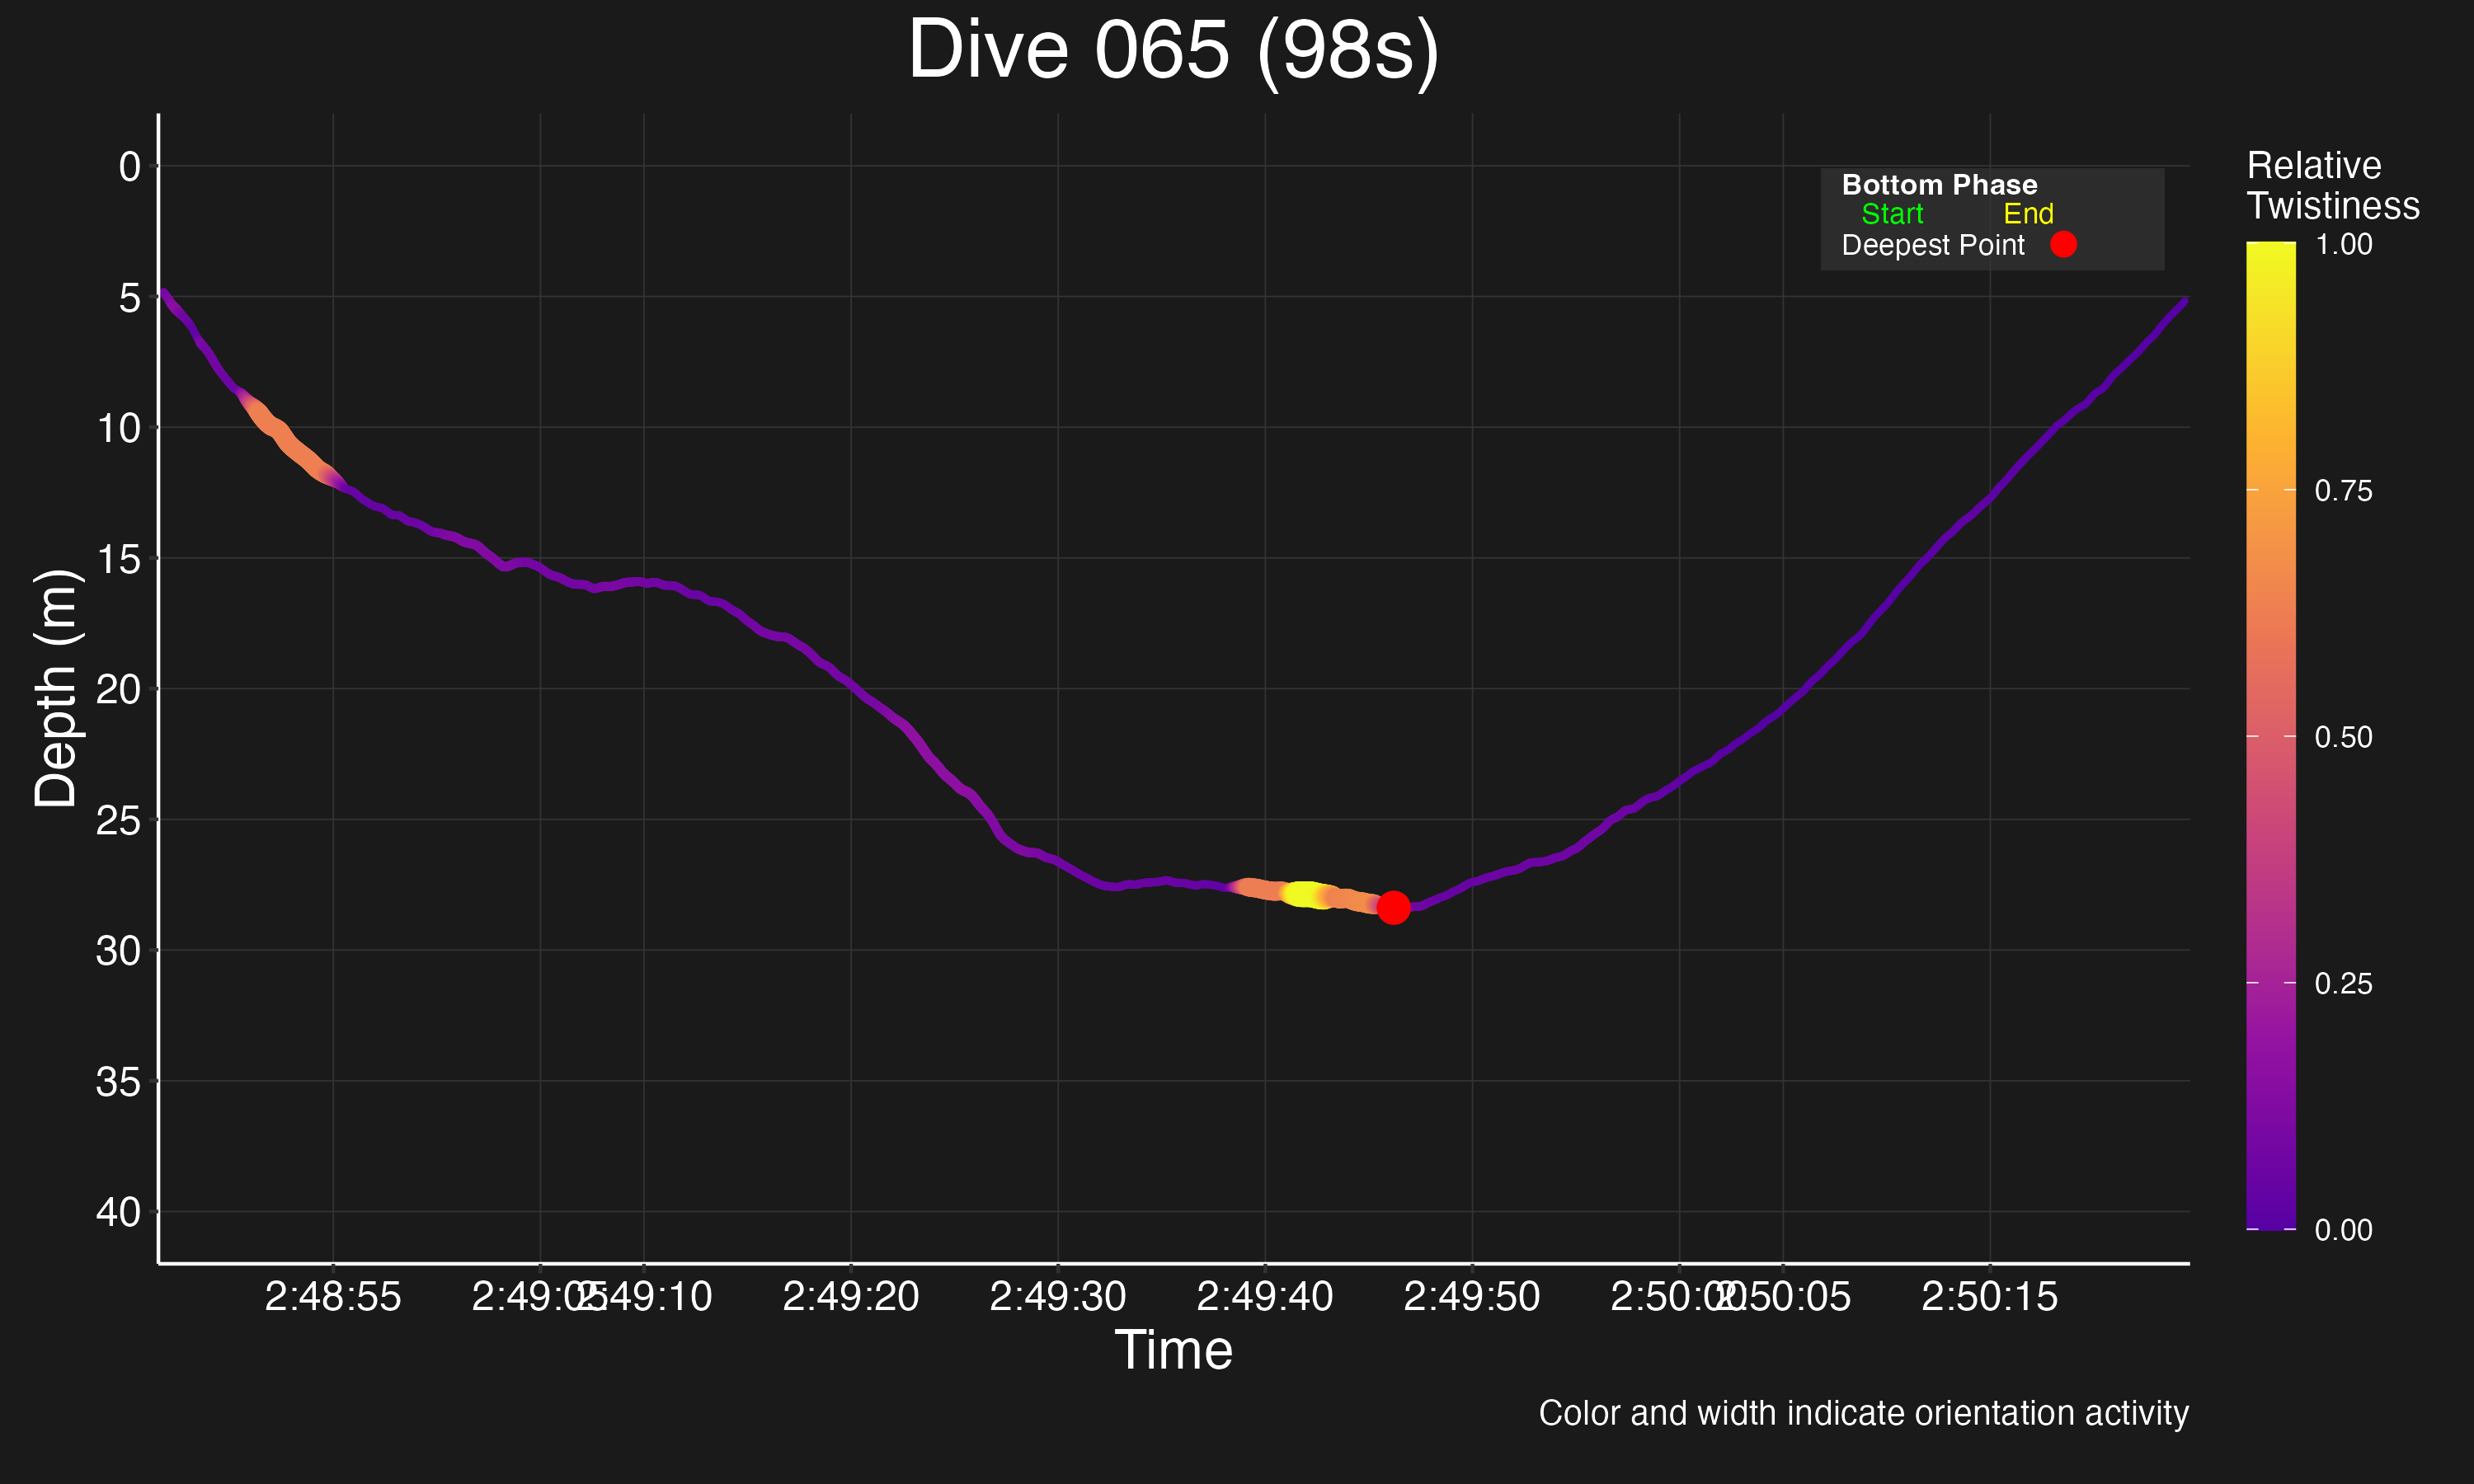 Dive 065 (98s)
0
5
10
15
20
25
30
35
40
Depth (m)
Bottom Phase
Start End
Deepest Point
Relative
Twistiness
1.00
0.75
0.50
0.25
0.00
2:48:55 2:49:05 2:49:10 2:49:20 2:49:30 2:49:40 2:49:50 2:50:00 2:50:05 2:50:15
Time
Color and width indicate orientation activity